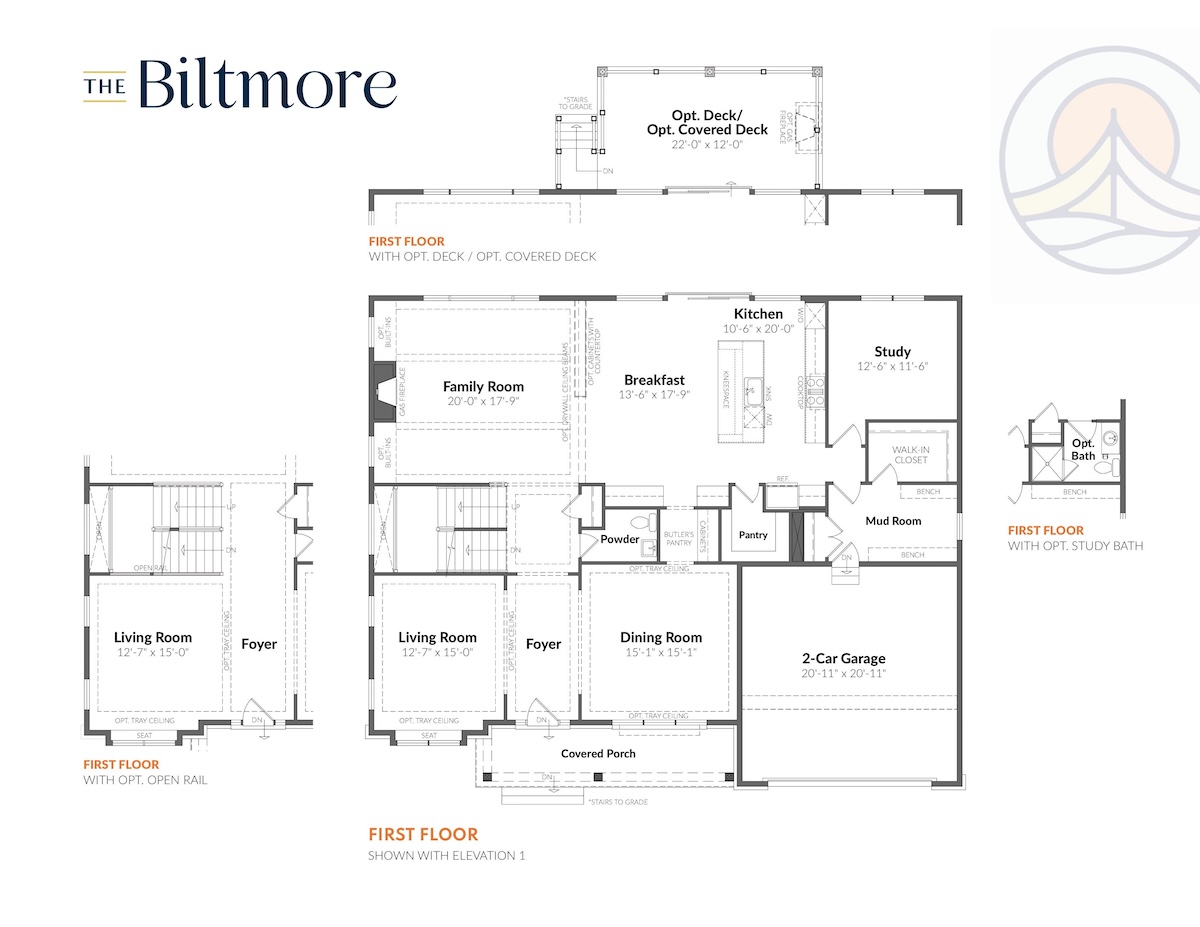 THE Biltmore
*STAIRS
TO GRADE
DN
Opt. Deck/
Opt. Covered Deck
22'-0" x 12'-0"
OPT. GAS
FIREPLACE
FIRST FLOOR
WITH OPT. DECK / OPT. COVERED DECK
OPT.
BUILT-INS
GAS FIREPLACE
OPT.
BUILT-INS
Family Room
20'-0" x 17'-9"
OPT. DRYWALL CEILING BEAMS
OPT. CABINETS WITH
COUNTERTOP
Breakfast
13'-6" x 17'-9"
Kitchen
10'-6" x 20'-0"
KNEESPACE
SNK
DW
W/O
COOKTOP
REF.
Study
12'-6" x 11'-6"
WALK-IN
CLOSET
BENCH
Mud Room
BENCH
DN
Pantry
BUTLER'S
PANTRY
CABINETS
Powder
OPEN
UP
DN
Living Room
12'-7" x 15'-0"
OPT. TRAY CEILING
SEAT
OPT. TRAY CEILING
Foyer
DN
OPT. TRAY CEILING
Dining Room
15'-1" x 15'-1"
OPT. TRAY CEILING
2-Car Garage
20'-11" x 20'-11"
Covered Porch
DN
*STAIRS TO GRADE
FIRST FLOOR
SHOWN WITH ELEVATION 1
OPEN
UP
DN
OPEN RAIL
Living Room
12'-7" x 15'-0"
OPT. TRAY CEILING
OPT. TRAY CEILING
SEAT
Foyer
DN
FIRST FLOOR
WITH OPT. OPEN RAIL
Opt.
Bath
BENCH
FIRST FLOOR
WITH OPT. STUDY BATH